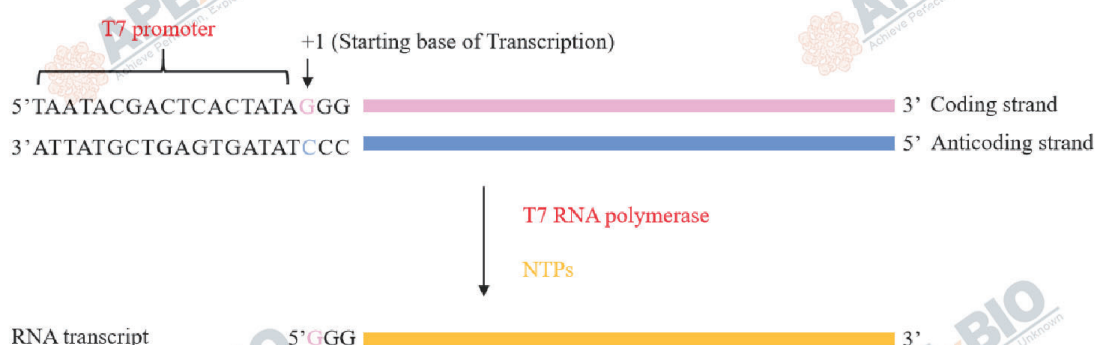 T7 promoter
+1 (Starting base of Transcription)
5’TAATACGACTCACTATAGGG 3’ Coding strand
3’ATTATGCTGAGTGATATCCC 5’ Anticoding strand
T7 RNA polymerase
NTPs
RNA transcript 5’GGG 3’